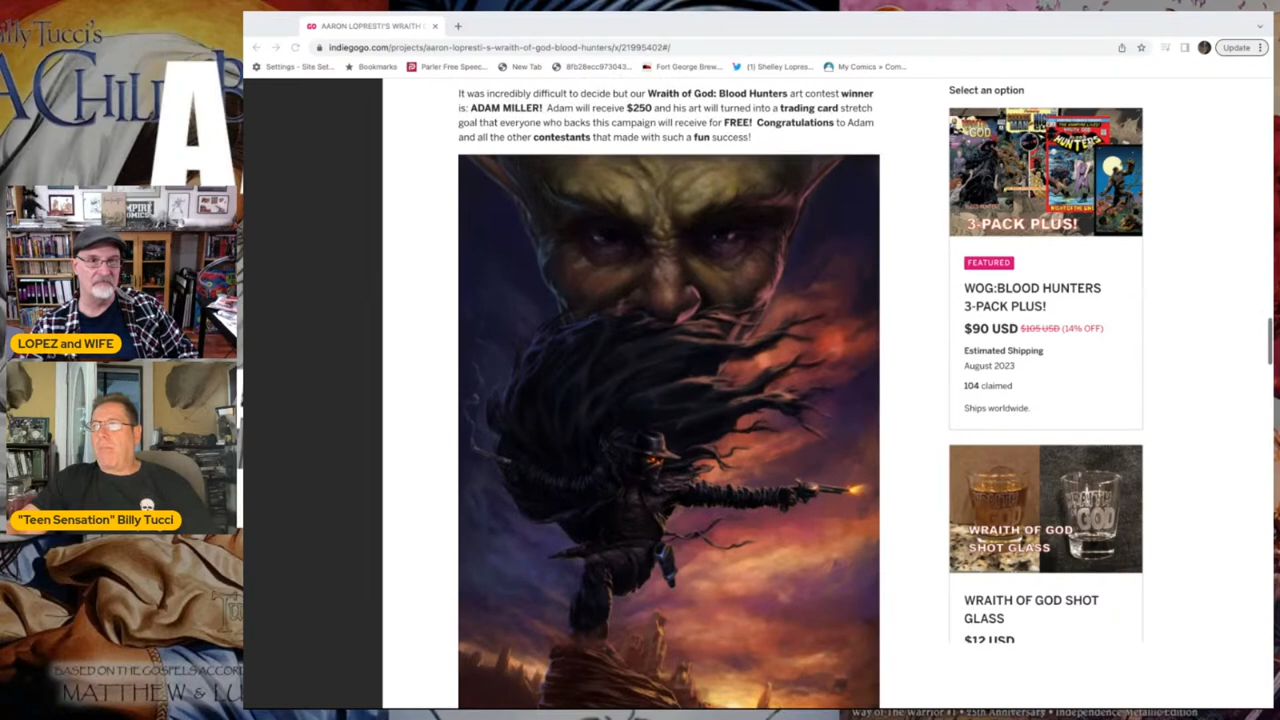 illy Tucci's
A CHIL
A
LOPEZ and WIFE
"Teen Sensation" Billy Tucci
BASED ON THE GOSPELS ACCOR
MATTHEW & LU
GO AARON LOPRESTI'S WRAITH
indiegogo.com/projects/aaron-lopresti-s-wraith-of-god-blood-hunters/x/21995402#/
Update
Settings - Site Set...
Bookmarks
Parler Free Speec...
New Tab
8fb28ecc973043...
Fort George Brew...
(1) Shelley Lopres...
My Comics » Com...
It was incredibly difficult to decide but our Wraith of God: Blood Hunters art contest winner
is: ADAM MILLER! Adam will receive $250 and his art will turned into a trading card stretch
goal that everyone who backs this campaign will receive for FREE! Congratulations to Adam
and all the other contestants that made with such a fun success!
Select an option
HUNTERS
3-PACK PLUS!
FEATURED
WOG:BLOOD HUNTERS
3-PACK PLUS!
$90 USD $105 USD (14% OFF)
Estimated Shipping
August 2023
104 claimed
Ships worldwide.
WRAITH OF GOD
SHOT GLASS
WRAITH OF GOD SHOT
GLASS
$12 USD
Way of The Warrior #1 • 25th Anniversary • Independence Metallic Edition